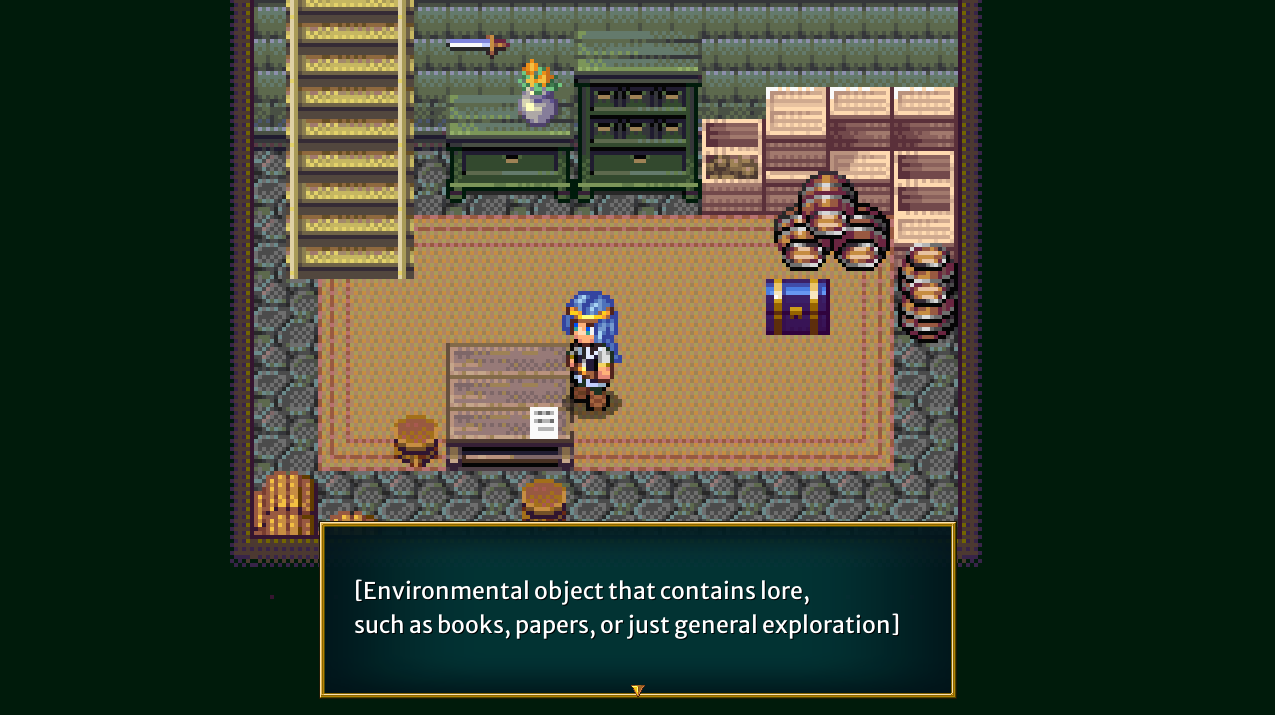 [Environmental object that contains lore,
such as books, papers, or just general exploration]